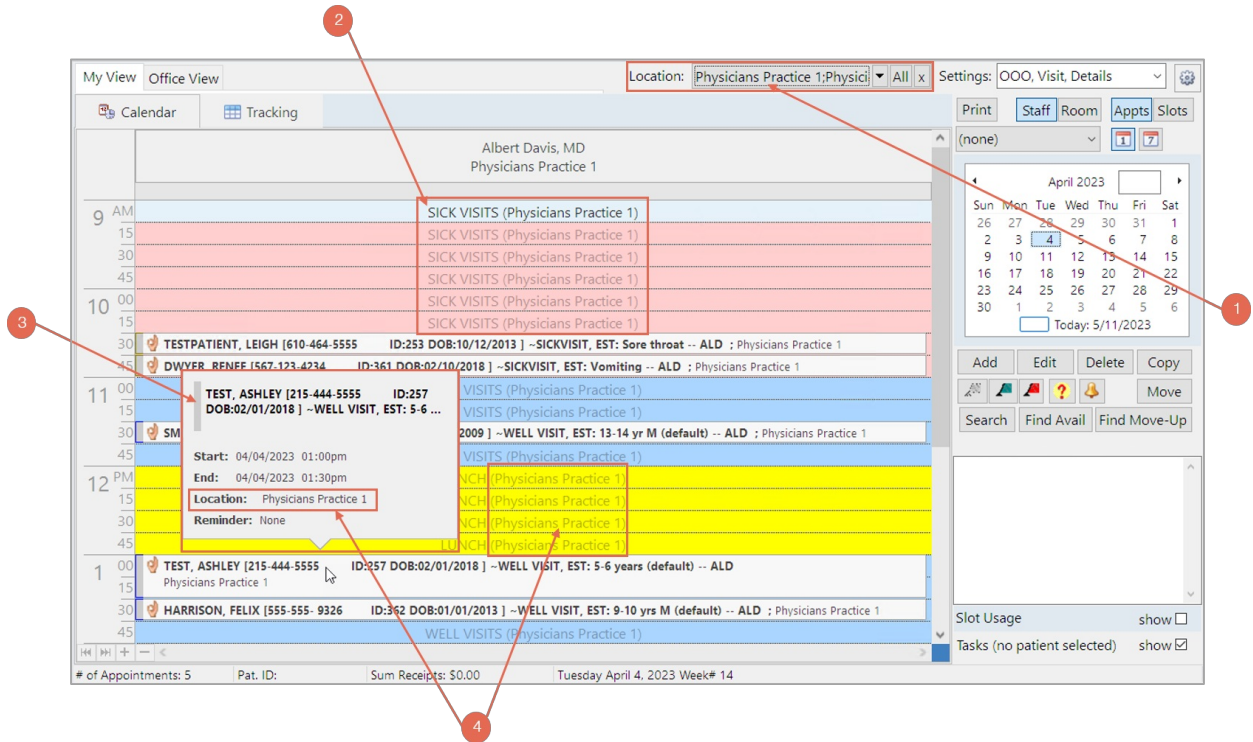 2
My View Office View Location: Physicians Practice 1;Physici All x Settings: OOO, Visit, Details
Calendar Tracking Print Staff Room Appts Slots
(none) 1 7
Albert Davis, MD
Physicians Practice 1
April 2023
Sun Mon Tue Wed Thu Fri Sat
26 27 28 29 30 31 1
2 3 4 5 6 7 8
9 10 11 12 13 14 15
16 17 18 19 20 21 22
23 24 25 26 27 28 29
30 1 2 3 4 5 6
Today: 5/11/2023
1
9 AM SICK VISITS (Physicians Practice 1)
15 SICK VISITS (Physicians Practice 1)
30 SICK VISITS (Physicians Practice 1)
45 SICK VISITS (Physicians Practice 1)
10 00 SICK VISITS (Physicians Practice 1)
15 SICK VISITS (Physicians Practice 1)
3
30 TESTPATIENT, LEIGH [610-464-5555 ID:253 DOB:10/12/2013 ] ~SICKVISIT, EST: Sore throat -- ALD ; Physicians Practice 1
45 DWYER, RENEE [567-123-4234 ID:361 DOB:02/10/2018 ] ~SICKVISIT, EST: Vomiting -- ALD ; Physicians Practice 1
Add Edit Delete Copy
? Move
Search Find Avail Find Move-Up
11 00 VISITS (Physicians Practice 1)
15 VISITS (Physicians Practice 1)
30 SM 2009 ] ~WELL VISIT, EST: 13-14 yr M (default) -- ALD ; Physicians Practice 1
45 VISITS (Physicians Practice 1)
12 PM NCH (Physicians Practice 1)
15 NCH (Physicians Practice 1)
30 NCH (Physicians Practice 1)
45 LUNCH (Physicians Practice 1)
TEST, ASHLEY [215-444-5555 ID:257
DOB:02/01/2018 ] ~WELL VISIT, EST: 5-6 ...
Start: 04/04/2023 01:00pm
End: 04/04/2023 01:30pm
Location: Physicians Practice 1
Reminder: None
1 00 TEST, ASHLEY [215-444-5555 ID:257 DOB:02/01/2018 ] ~WELL VISIT, EST: 5-6 years (default) -- ALD
15 Physicians Practice 1
30 HARRISON, FELIX [555-555- 9326 ID:362 DOB:01/01/2013 ] ~WELL VISIT, EST: 9-10 yrs M (default) -- ALD ; Physicians Practice 1
45 WELL VISITS (Physicians Practice 1)
Slot Usage show
Tasks (no patient selected) show
# of Appointments: 5 Pat. ID: Sum Receipts: $0.00 Tuesday April 4, 2023 Week# 14
4